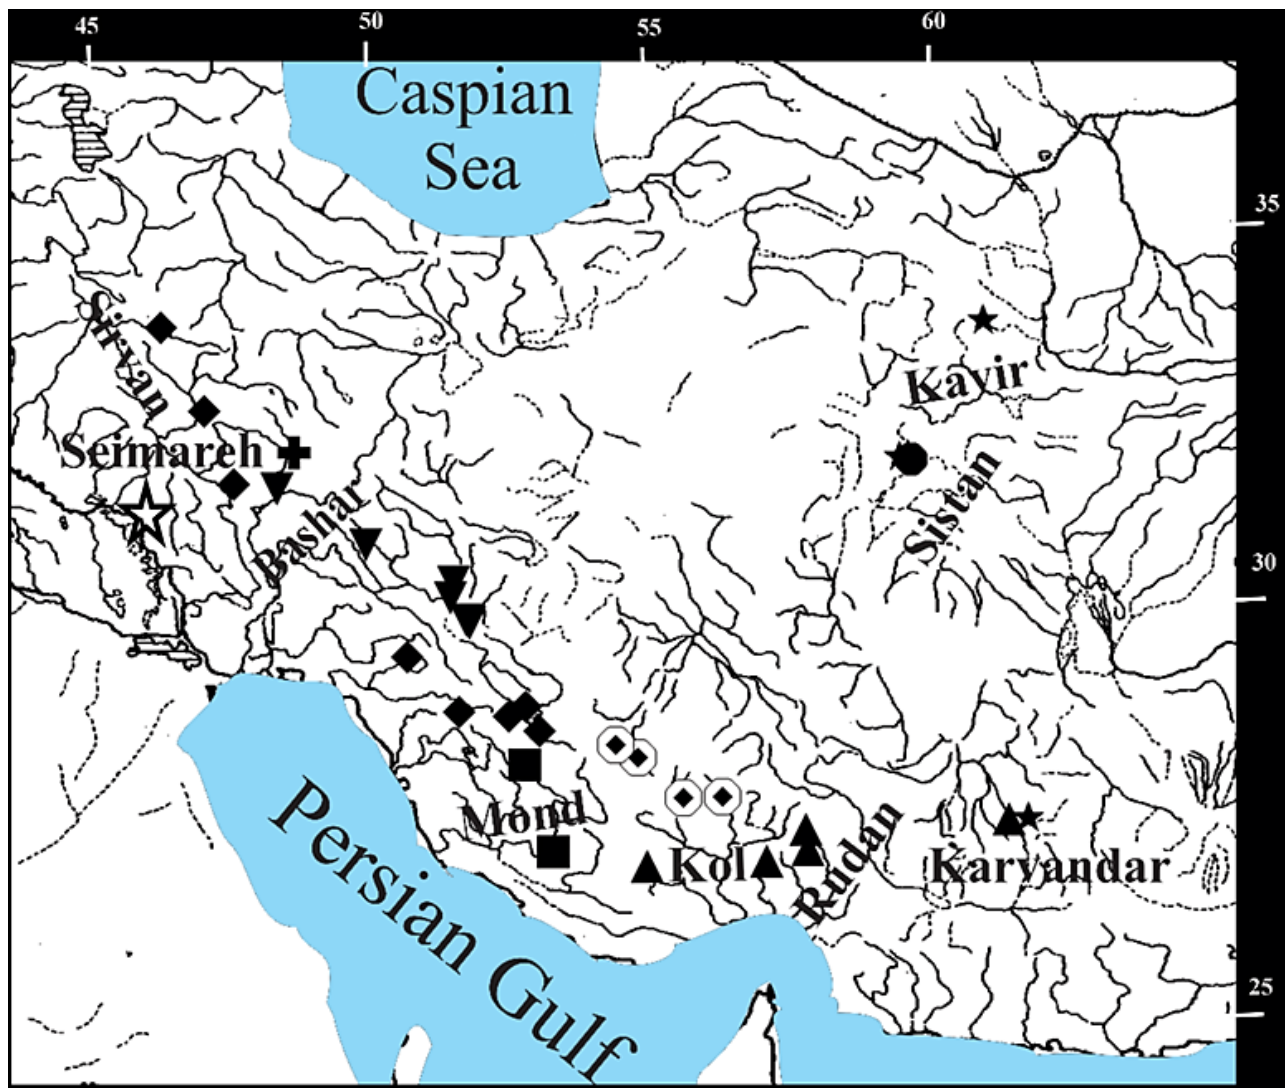 45
50
55
60
Caspian
Sea
35
Sirvan
Kavir
Seimareh
Bashar
Sistan
30
Mond
Kol
Rudan
Karvandar
Persian Gulf
25